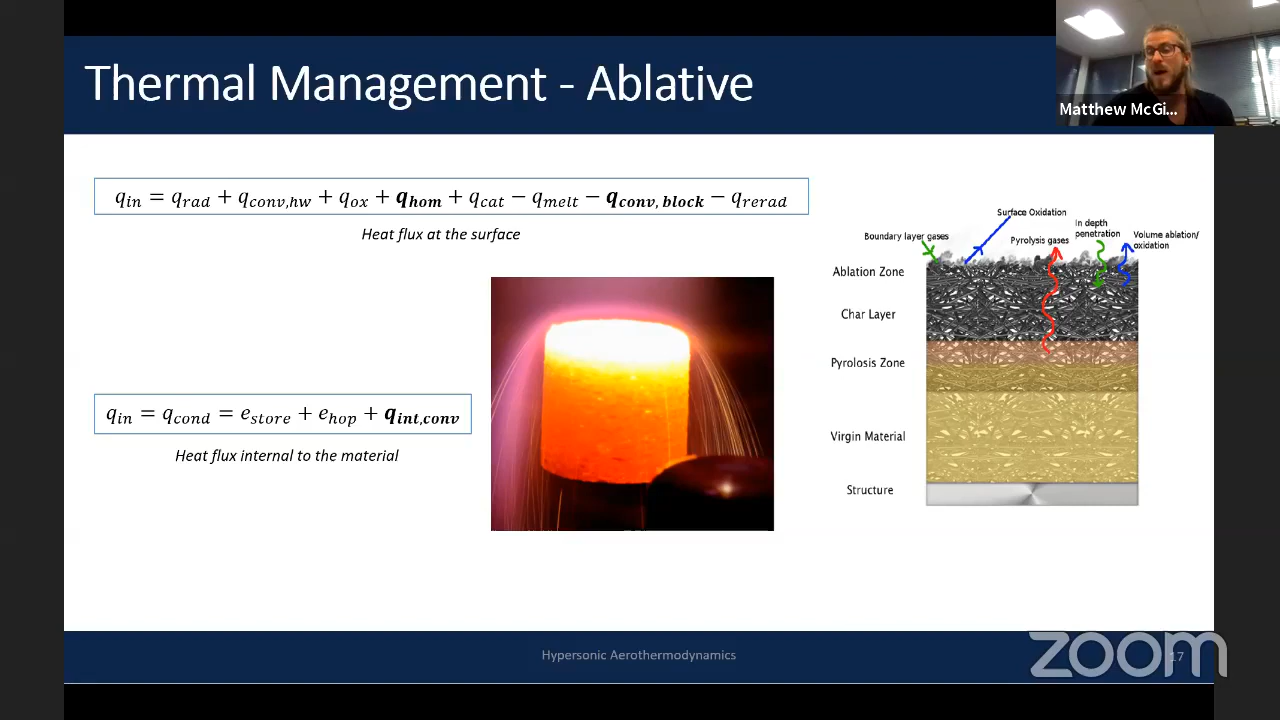 Thermal Management - Ablative
Matthew McGi...
q_in = q_rad + q_conv,hw + q_ox + q_hom + q_cat − q_melt − q_conv, block − q_rerad
Heat flux at the surface
Surface Oxidation
Boundary layer gases
Pyrolysis gases
In depth
penetration
Volume ablation/
oxidation
Ablation Zone
Char Layer
Pyrolosis Zone
Virgin Material
Structure
q_in = q_cond = e_store + e_hop + q_int,conv
Heat flux internal to the material
Hypersonic Aerothermodynamics
17
zoom